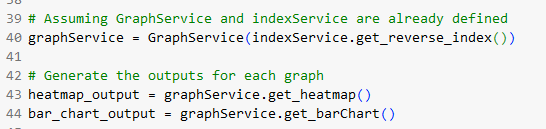 39 # Assuming GraphService and indexService are already defined
40 graphService = GraphService(indexService.get_reverse_index())
41
42 # Generate the outputs for each graph
43 heatmap_output = graphService.get_heatmap()
44 bar_chart_output = graphService.get_barChart()